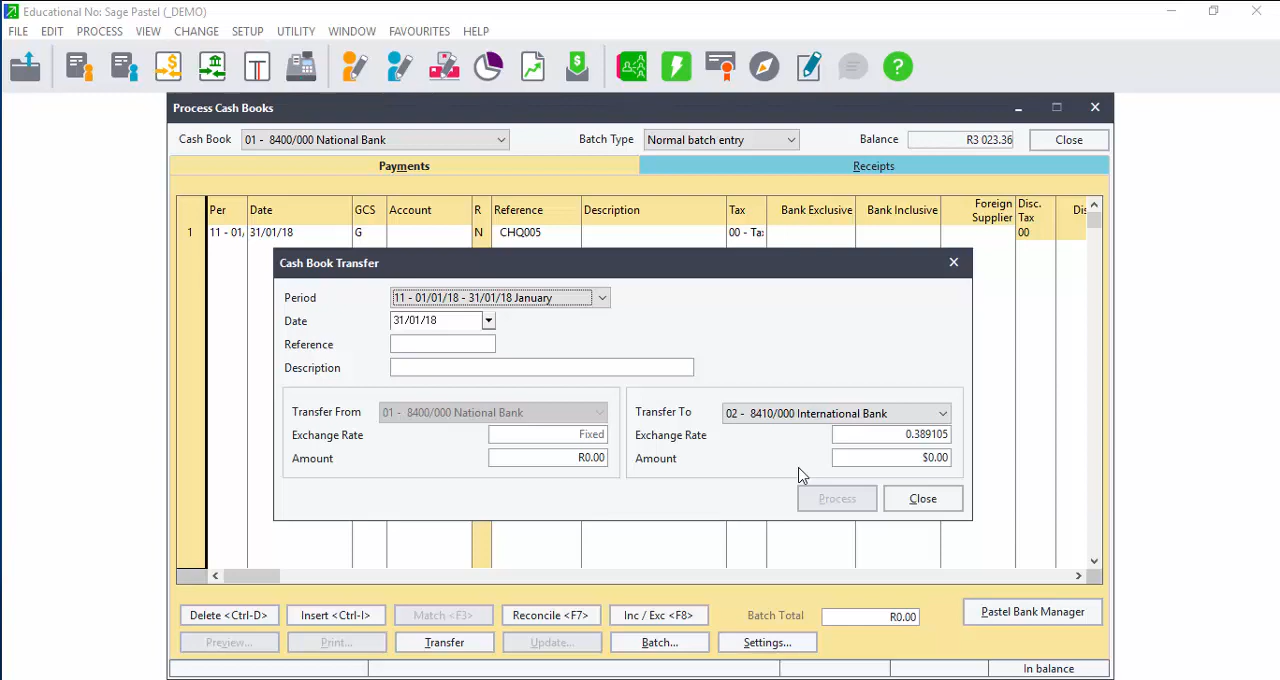 Educational No: Sage Pastel (_DEMO)
FILE EDIT PROCESS VIEW CHANGE SETUP UTILITY WINDOW FAVOURITES HELP
Process Cash Books
Cash Book 01 - 8400/000 National Bank Batch Type Normal batch entry Balance R3 023.36 Close
Payments Receipts
Per Date GCS Account R Reference Description Tax Bank Exclusive Bank Inclusive Foreign Supplier Disc. Tax Dis
1 11 - 01/ 31/01/18 G N CHQ005 00 - Ta: 00
Cash Book Transfer
Period 11 - 01/01/18 - 31/01/18 January
Date 31/01/18
Reference
Description
Transfer From 01 - 8400/000 National Bank Transfer To 02 - 8410/000 International Bank
Exchange Rate Fixed Exchange Rate 0.389105
Amount R0.00 Amount $0.00
Process Close
Delete <Ctrl-D> Insert <Ctrl-I> Match <F3> Reconcile <F7> Inc / Exc <F8> Batch Total R0.00 Pastel Bank Manager
Preview... Print... Transfer Update... Batch... Settings...
In balance